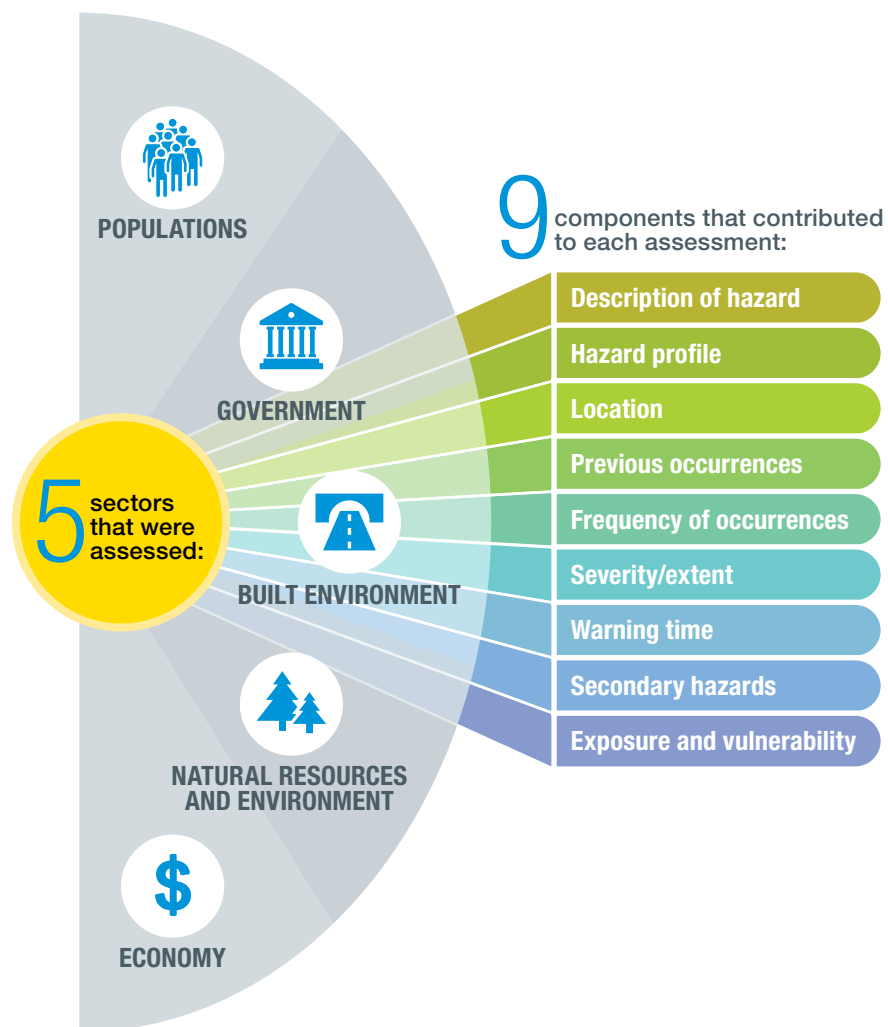 5 sectors
that were
assessed:
POPULATIONS
GOVERNMENT
BUILT ENVIRONMENT
NATURAL RESOURCES
AND ENVIRONMENT
$
ECONOMY
9 components that contributed
to each assessment:
Description of hazard
Hazard profile
Location
Previous occurrences
Frequency of occurrences
Severity/extent
Warning time
Secondary hazards
Exposure and vulnerability